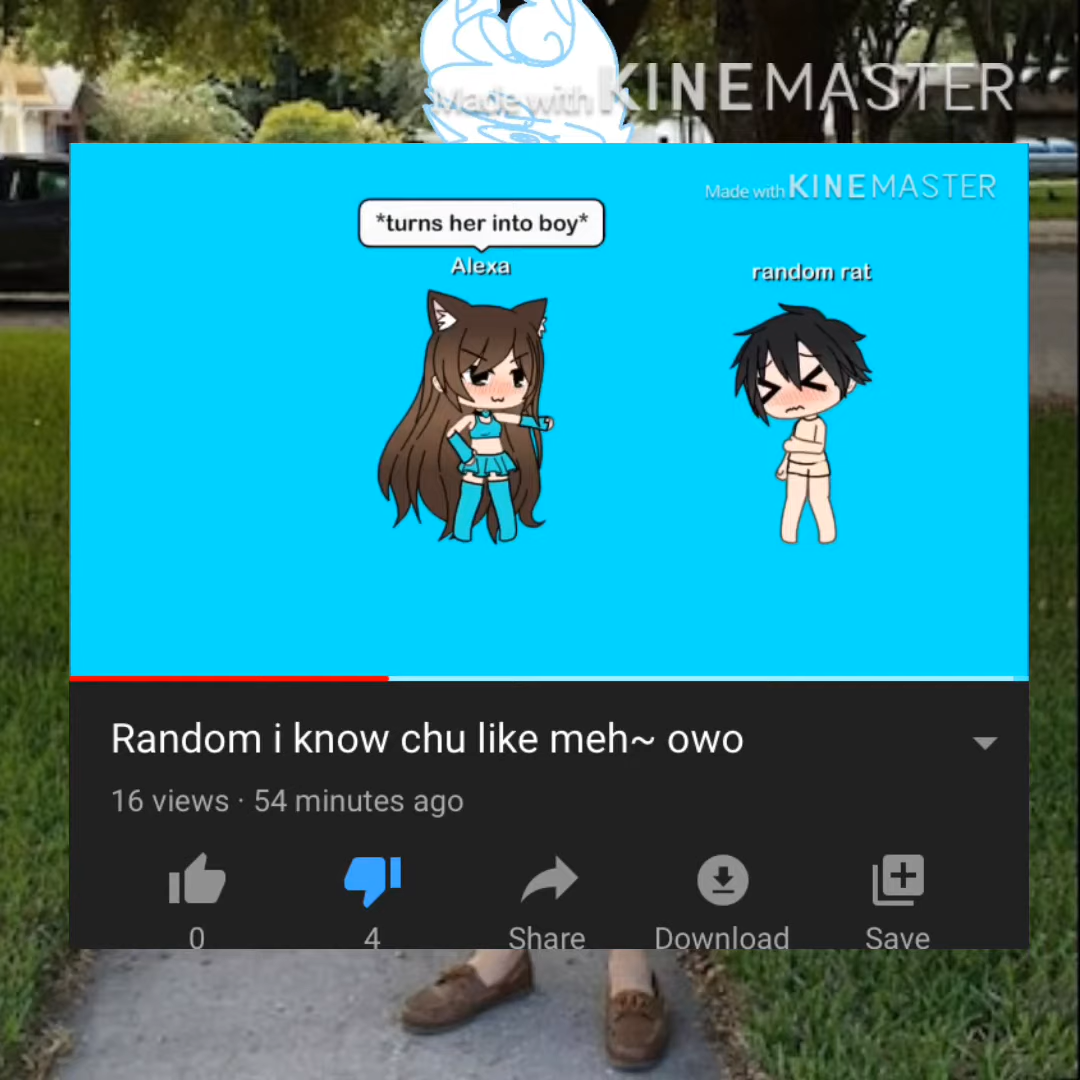 Made with KINEMASTER
Made with KINEMASTER
*turns her into boy*
Alexa
random rat
Random i know chu like meh~ owo
16 views · 54 minutes ago
0
4
Share
Download
Save